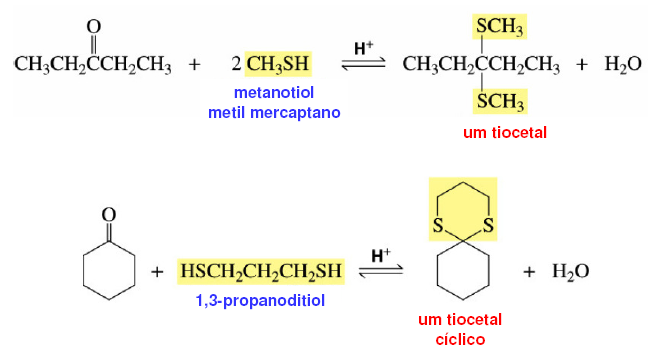 O
CH₃CH₂CCH₂CH₃ + 2 CH₃SH H⁺ CH₃CH₂CCH₂CH₃ + H₂O
SCH₃
SCH₃
metanotiol
metil mercaptano
um tiocetal
O
+ HSCH₂CH₂CH₂SH H⁺ S S + H₂O
1,3-propanoditiol
um tiocetal
cíclico